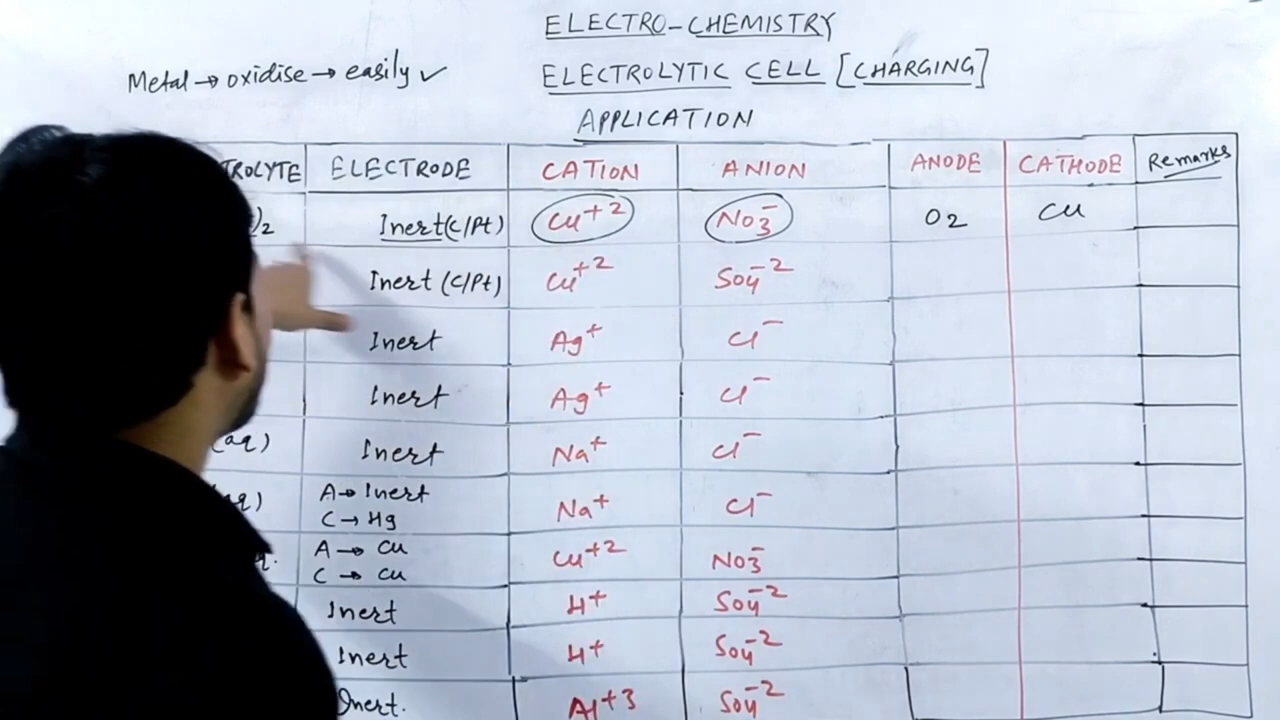 ELECTRO-CHEMISTRY
Metal → oxidise → easily ✓
ELECTROLYTIC CELL [CHARGING]
APPLICATION
TROLYTE ELECTRODE CATION ANION ANODE CATHODE Remarks
)2 Inert (C/Pt) Cu+2 NO3- O2 Cu
Inert (C/Pt) Cu+2 SO4-2
Inert Ag+ Cl-
Inert Ag+ Cl-
(aq) Inert Na+ Cl-
A→ Inert
q) Na+ Cl-
C → Hg
A → Cu
q. Cu+2 NO3-
C → Cu
Inert H+ SO4-2
Inert H+ SO4-2
Inert. Al+3 SO4-2